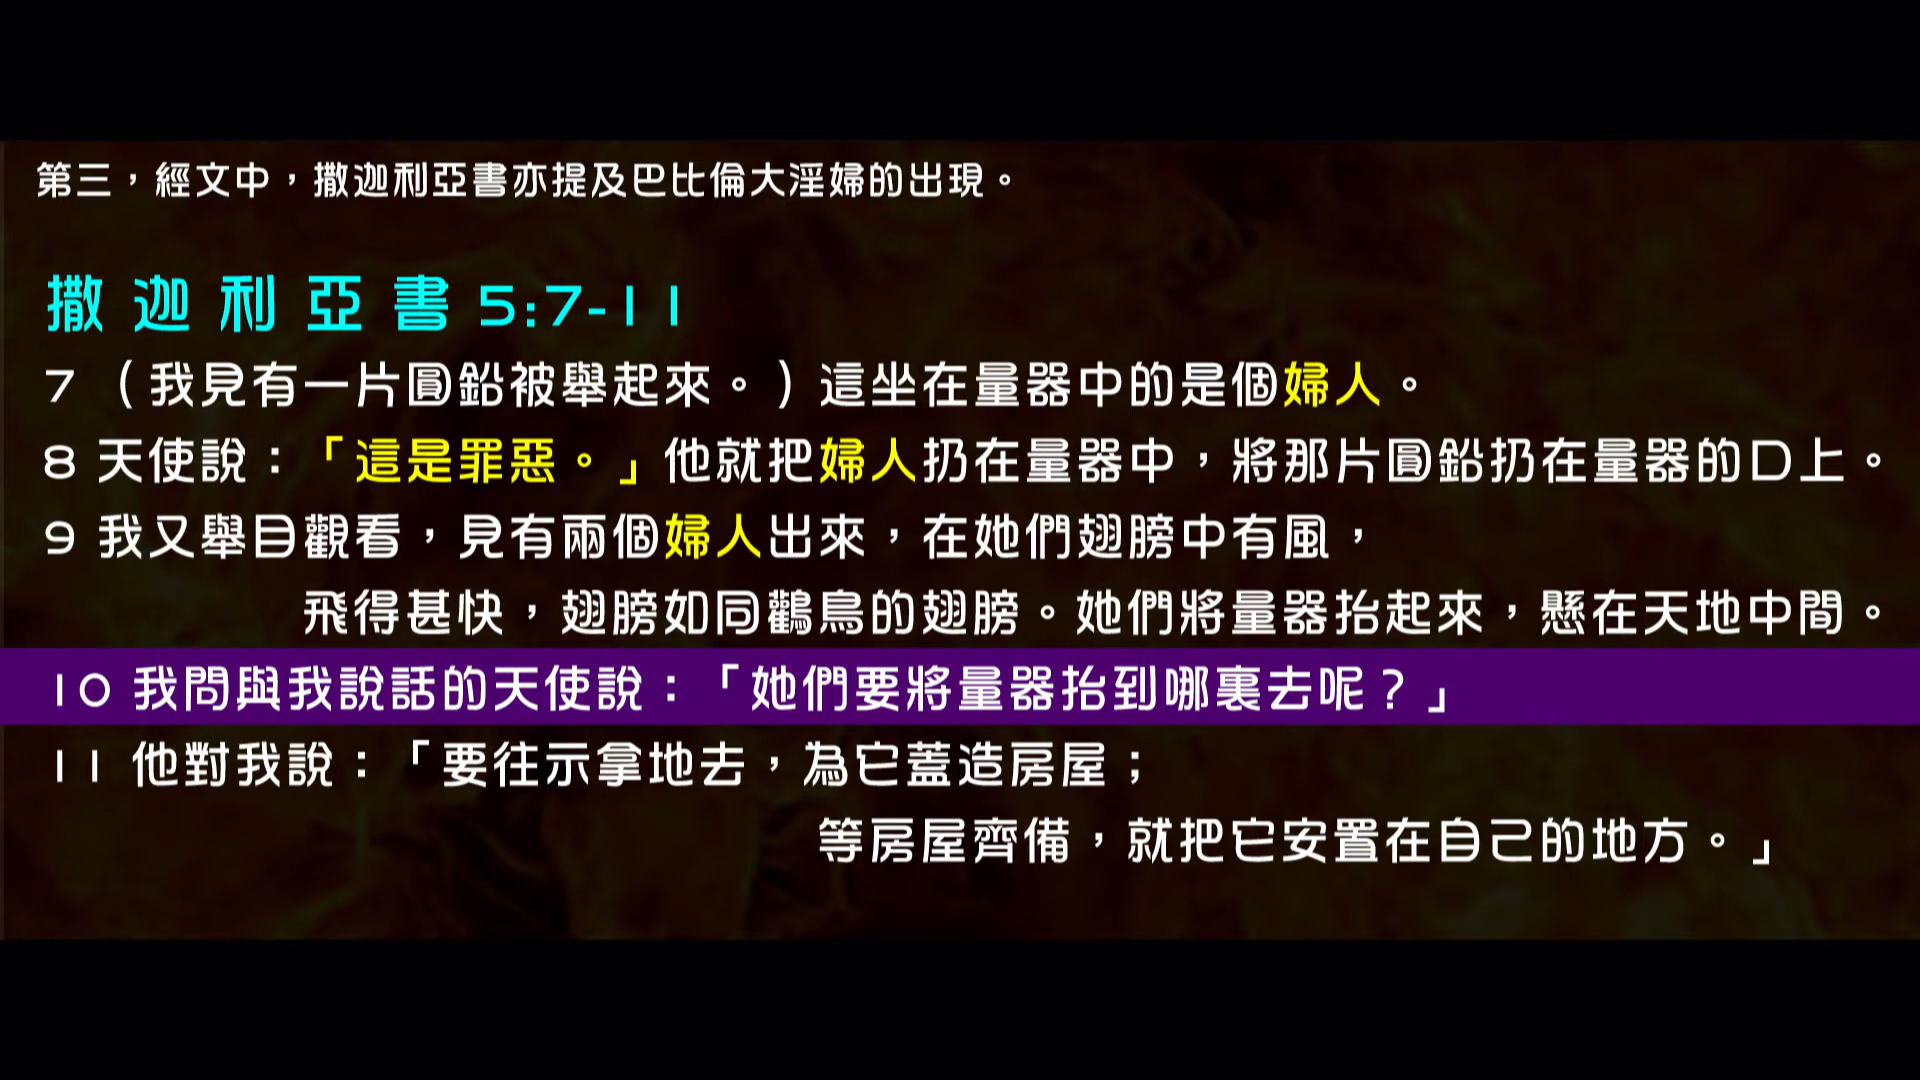 第三，經文中，撒迦利亞書亦提及巴比倫大淫婦的出現。
撒迦利亞書5:7-11
7 （我見有一片圓鉛被舉起來。）這坐在量器中的是個婦人。
8 天使說：「這是罪惡。」他就把婦人扔在量器中，將那片圓鉛扔在量器的口上。
9 我又舉目觀看，見有兩個婦人出來，在她們翅膀中有風，
飛得甚快，翅膀如同鸛鳥的翅膀。她們將量器抬起來，懸在天地中間。
10 我問與我說話的天使說：「她們要將量器抬到哪裏去呢？」
11 他對我說：「要往示拿地去，為它蓋造房屋；
等房屋齊備，就把它安置在自己的地方。」